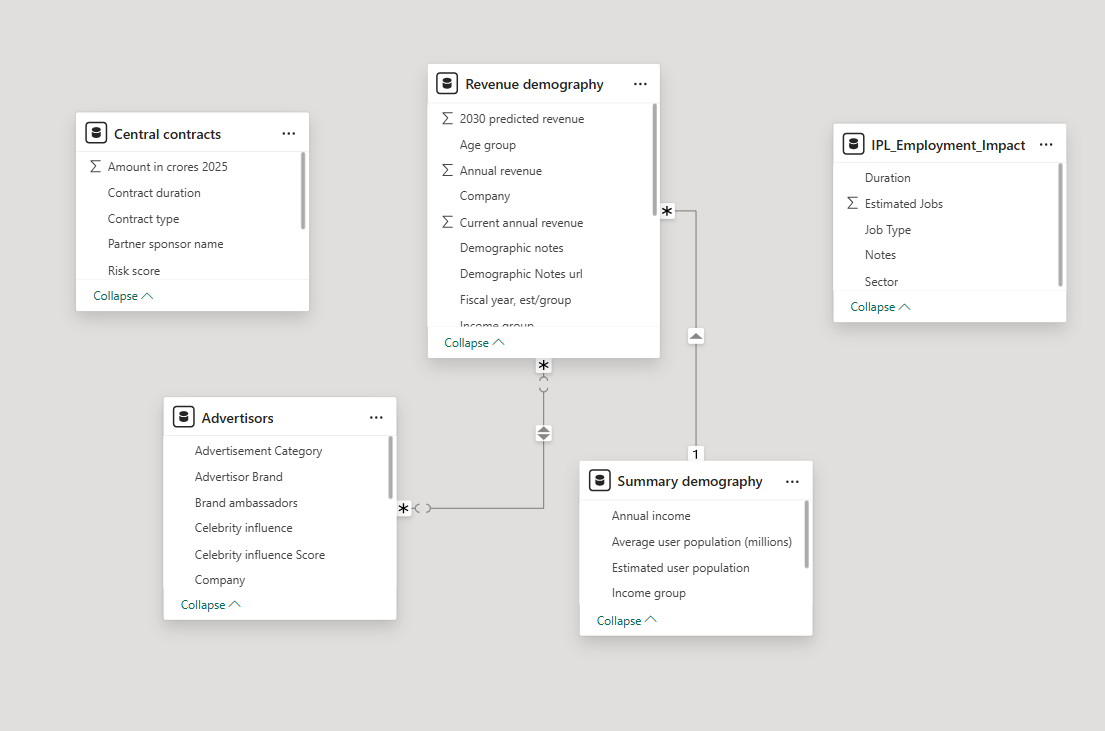 Revenue demography
2030 predicted revenue
Age group
Annual revenue
Company
Current annual revenue
Demographic notes
Demographic Notes url
Fiscal year, est/group
Income group
Collapse
Central contracts
Amount in crores 2025
Contract duration
Contract type
Partner sponsor name
Risk score
Collapse
IPL_Employment_Impact
Duration
Estimated Jobs
Job Type
Notes
Sector
Collapse
*
*
1
*
Advertisors
Advertisement Category
Advertisor Brand
Brand ambassadors
Celebrity influence
Celebrity influence Score
Company
Collapse
Summary demography
Annual income
Average user population (millions)
Estimated user population
Income group
Collapse